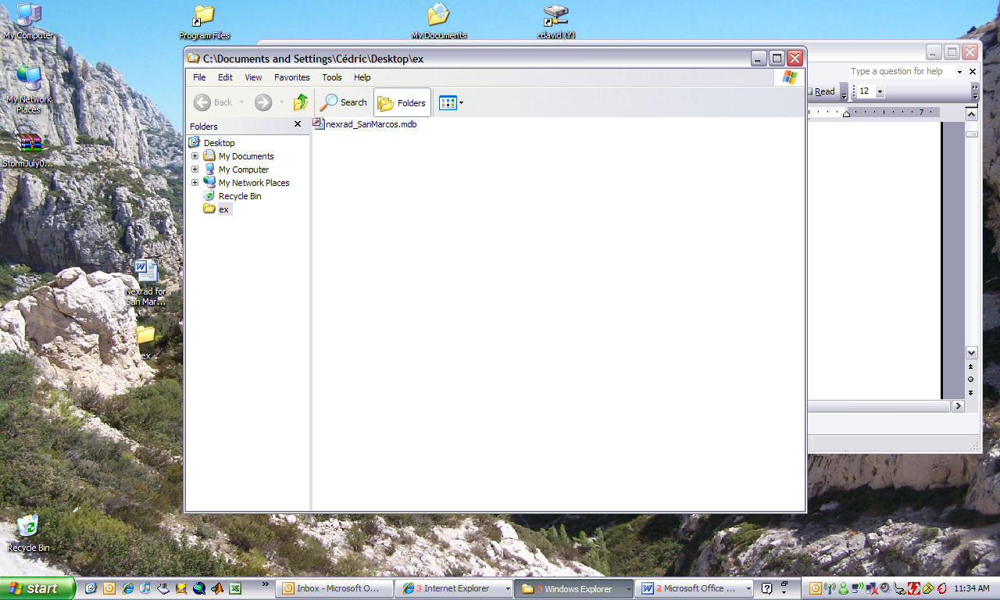 My Computer
Program Files
My Documents
cdavid (Y)
My Network
Places
StormJuly0...
Nexrad for
San Mar...
ex
Recycle Bin
C:\Documents and Settings\Cédric\Desktop\ex
File Edit View Favorites Tools Help
Back Search Folders
Folders
nexrad_SanMarcos.mdb
Desktop
My Documents
My Computer
My Network Places
Recycle Bin
ex
Type a question for help
Read 12
7
start
Inbox - Microsoft O...
3 Internet Explorer
3 Windows Explorer
2 Microsoft Office ...
11:34 AM